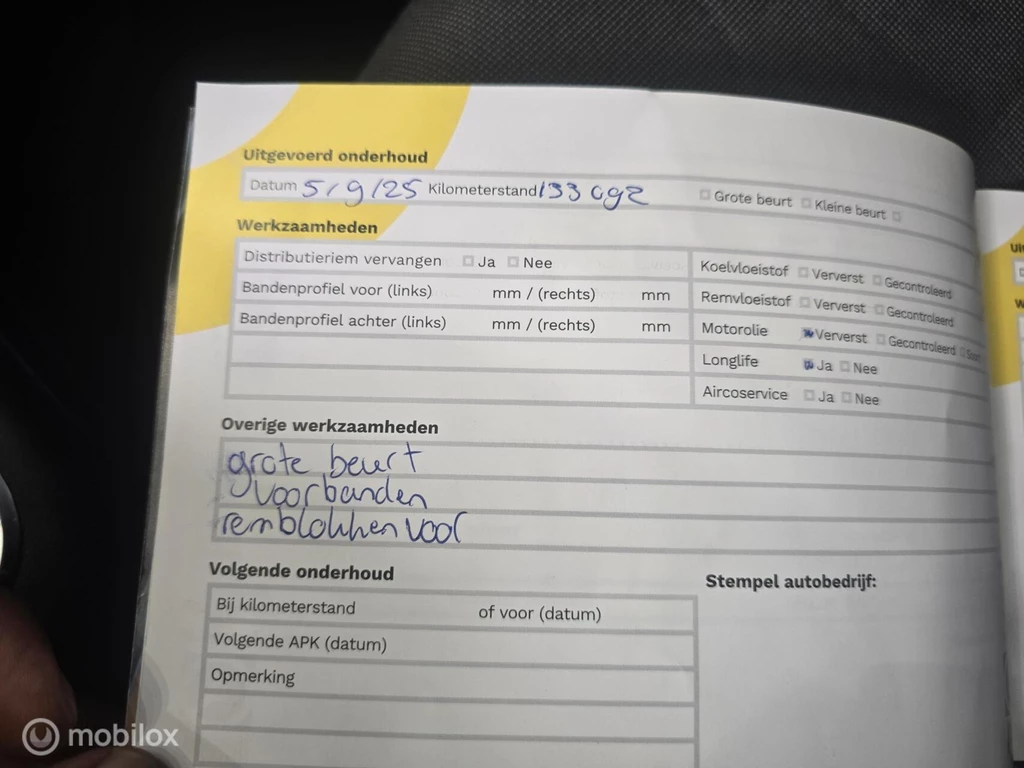 Uitgevoerd onderhoud
Datum 5/9/25 Kilometerstand 133 092 Grote beurt Kleine beurt
Werkzaamheden
Distributieriem vervangen Ja Nee
Bandenprofiel voor (links) mm / (rechts) mm
Bandenprofiel achter (links) mm / (rechts) mm
Koelvloeistof Ververst Gecontroleerd
Remvloeistof Ververst Gecontroleerd
Motorolie Ververst Gecontroleerd
Longlife Ja Nee
Aircoservice Ja Nee
Overige werkzaamheden
grote beurt
voorbanden
remblokken voor
Volgende onderhoud
Bij kilometerstand of voor (datum)
Volgende APK (datum)
Opmerking
Stempel autobedrijf:
mobilox